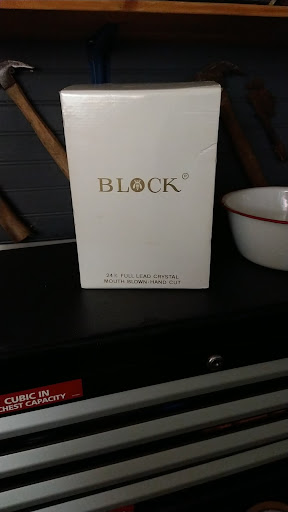 BLOCK®
24% FULL LEAD CRYSTAL
MOUTH BLOWN-HAND CUT
CUBIC IN
CHEST CAPACITY